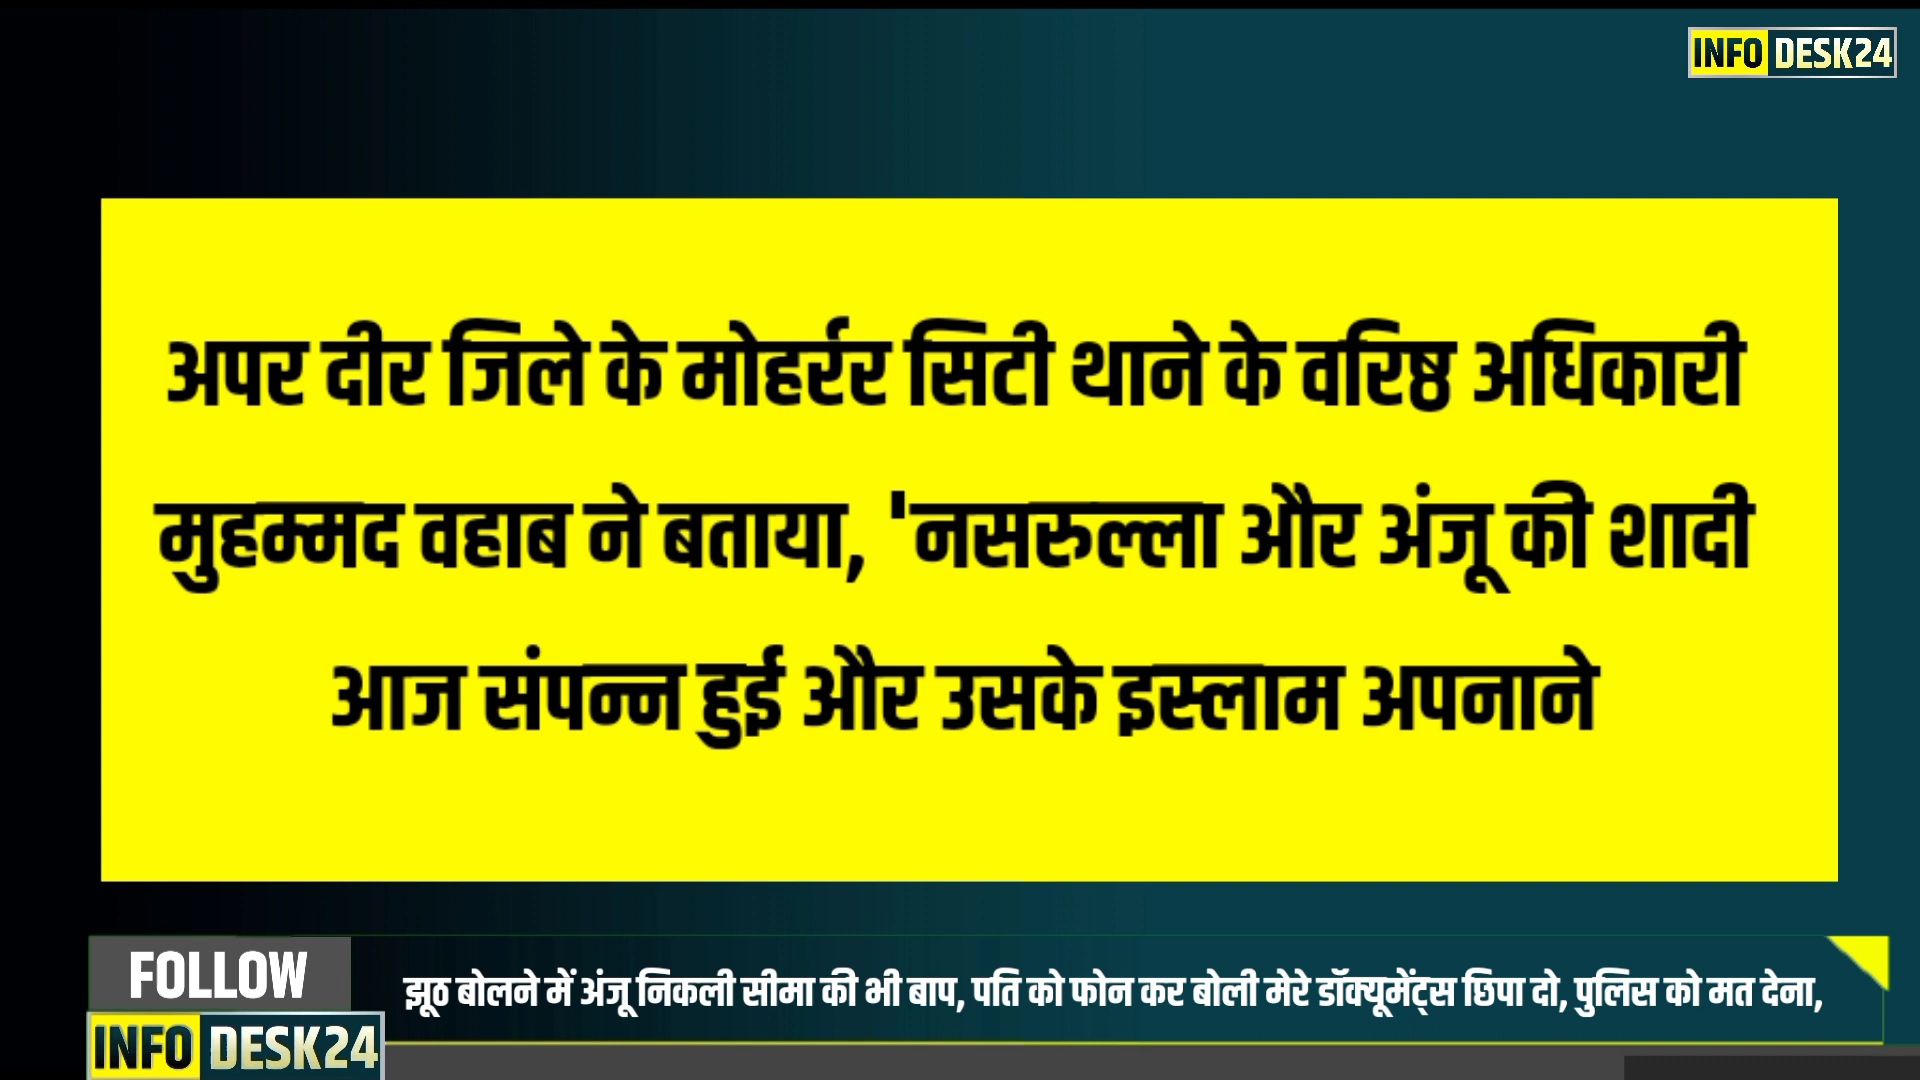 INFO DESK24
अपर दीर जिले के मोहर्रर सिटी थाने के वरिष्ठ अधिकारी
मुहम्मद वहाब ने बताया, 'नसरुल्ला और अंजू की शादी
आज संपन्न हुई और उसके इस्लाम अपनाने
FOLLOW
झूठ बोलने में अंजू निकली सीमा की भी बाप, पति को फोन कर बोली मेरे डॉक्यूमेंट्स छिपा दो, पुलिस को मत देना,
INFO DESK24